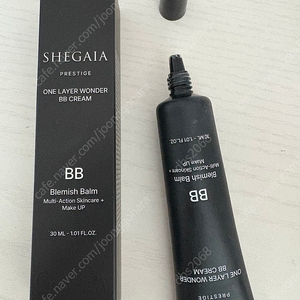 SHEGAIA
PRESTIGE
ONE LAYER WONDER
BB CREAM
BB
Blemish Balm
Multi-Action Skincare +
Make UP
30 ML - 1.01 FL.OZ.
30 ML - 1.01 FL.OZ.
Make UP
Multi-Action Skincare +
Blemish Balm
BB
BB CREAM
ONE LAYER WONDER
PRESTIGE